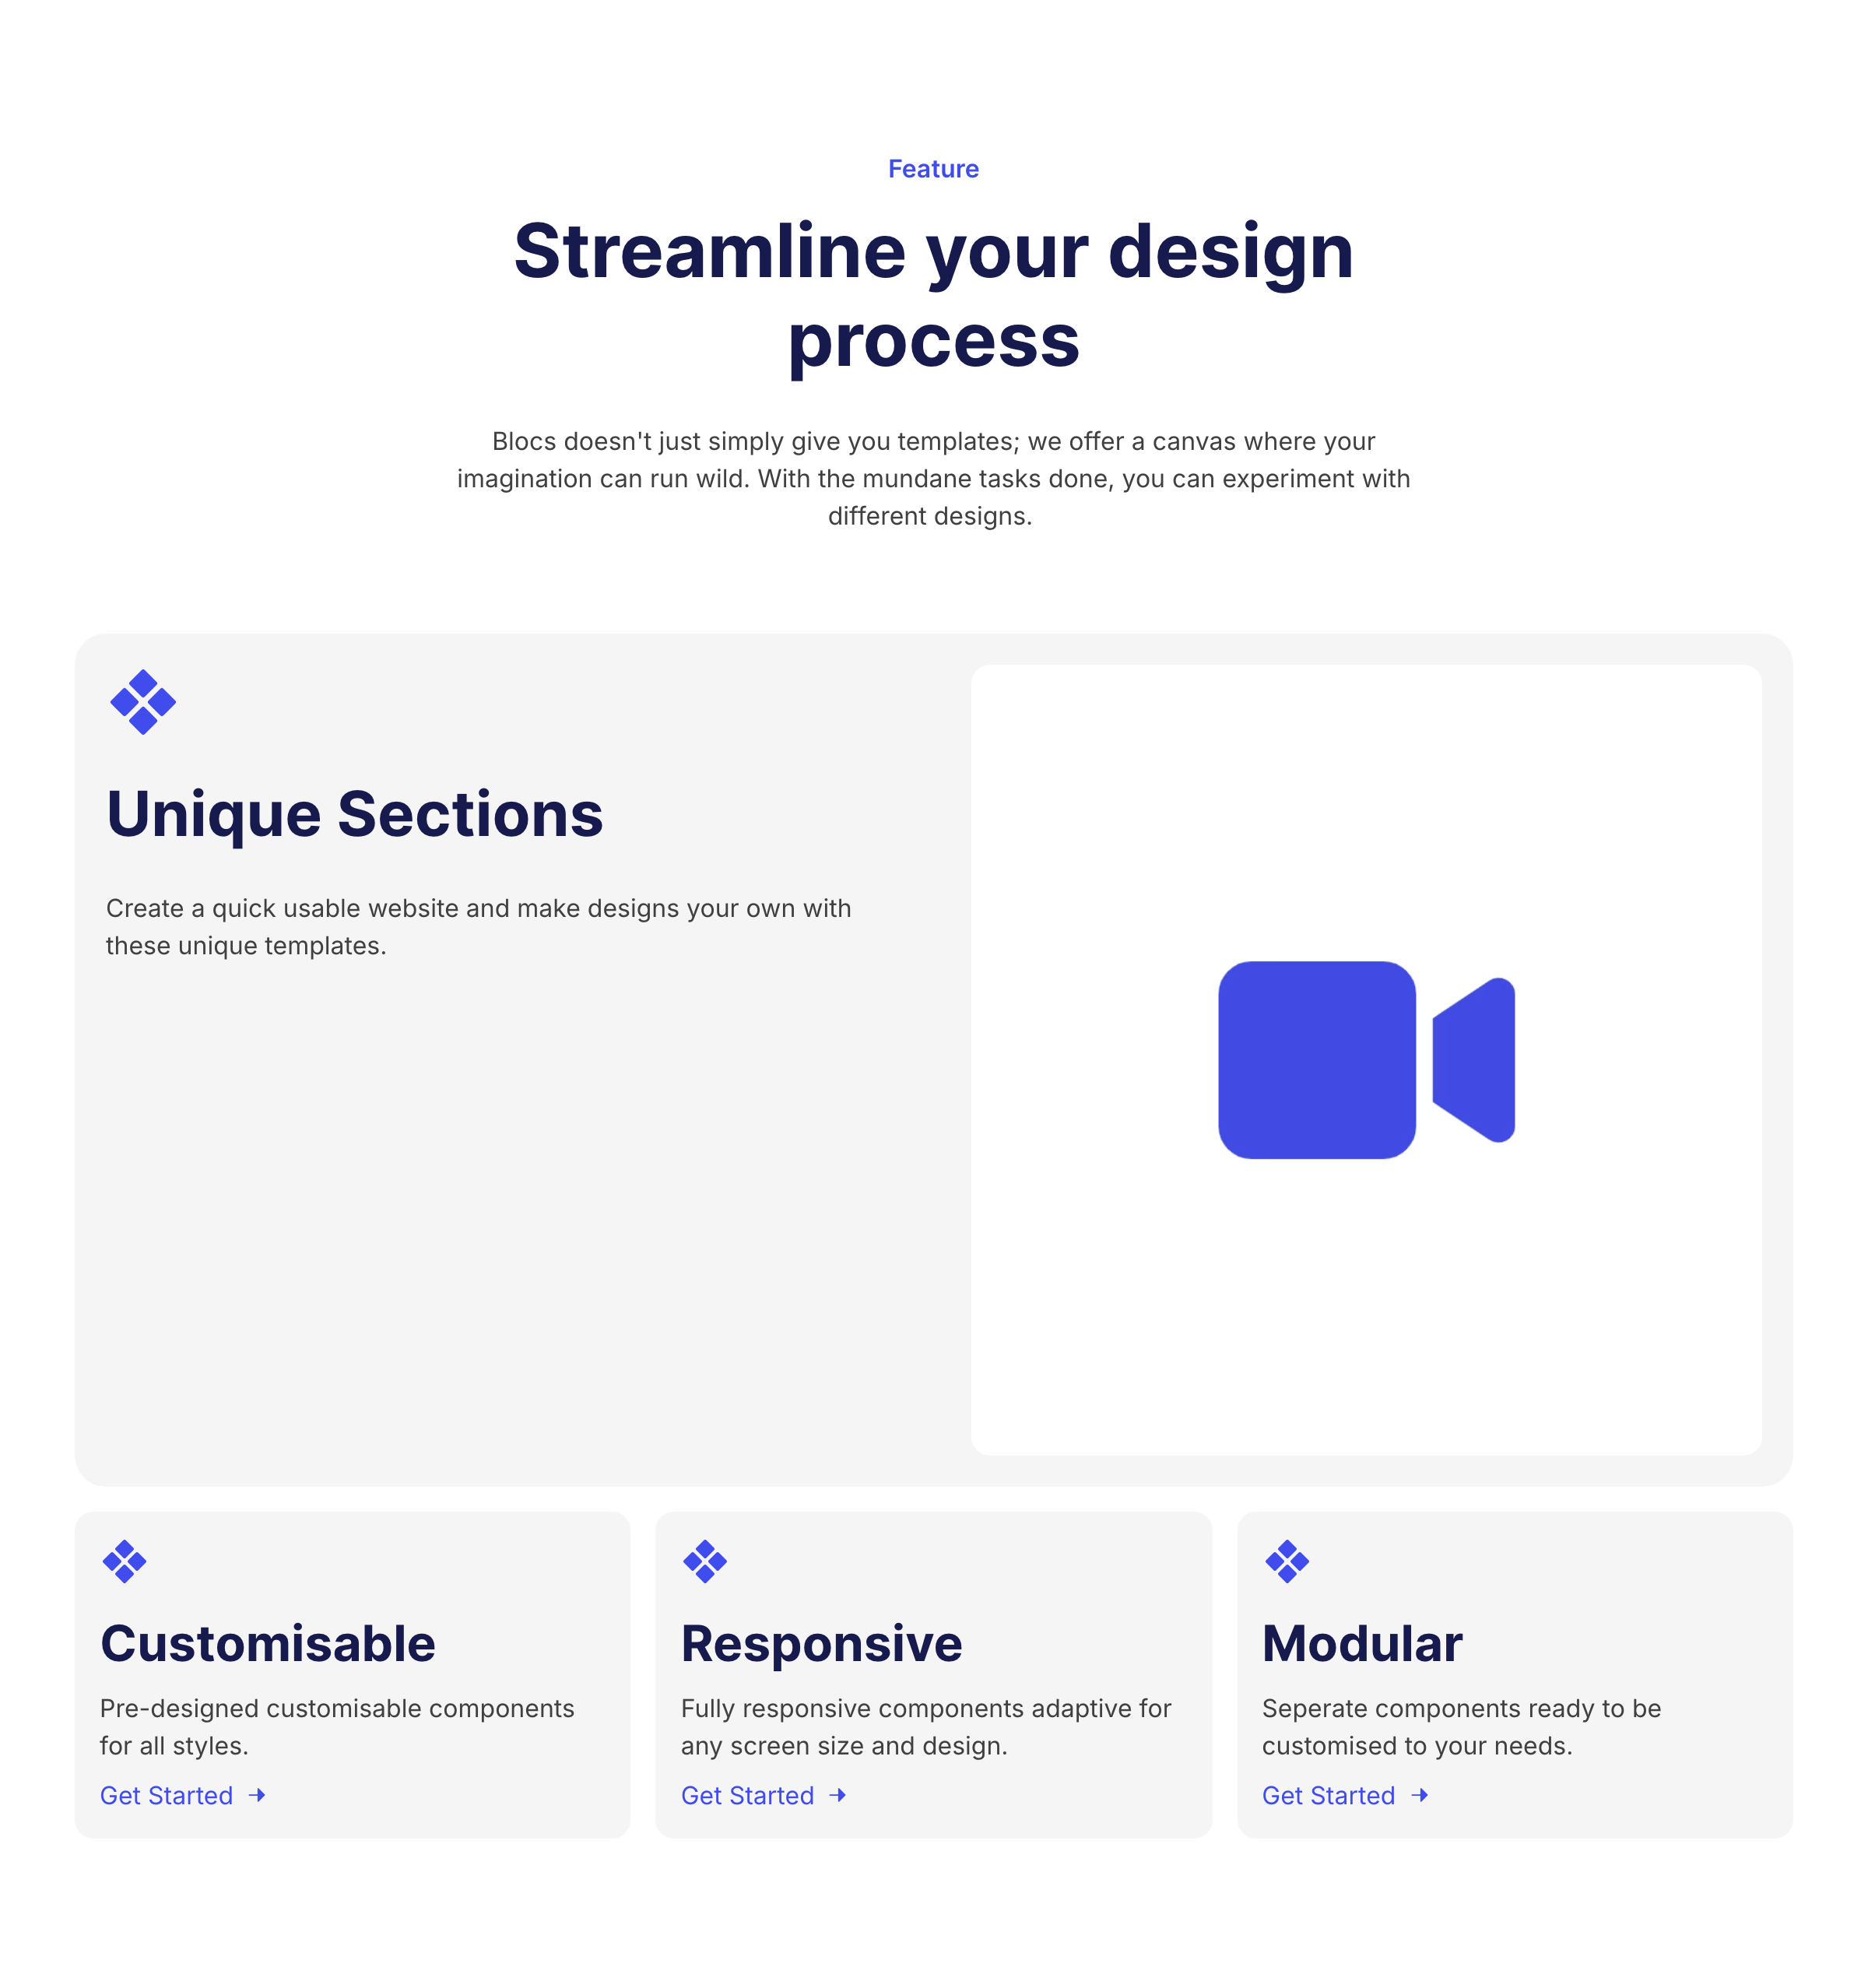 Feature
Streamline your design
process
Blocs doesn't just simply give you templates; we offer a canvas where your
imagination can run wild. With the mundane tasks done, you can experiment with
different designs.
Unique Sections
Create a quick usable website and make designs your own with
these unique templates.
Customisable
Pre-designed customisable components
for all styles.
Get Started
Responsive
Fully responsive components adaptive for
any screen size and design.
Get Started
Modular
Seperate components ready to be
customised to your needs.
Get Started